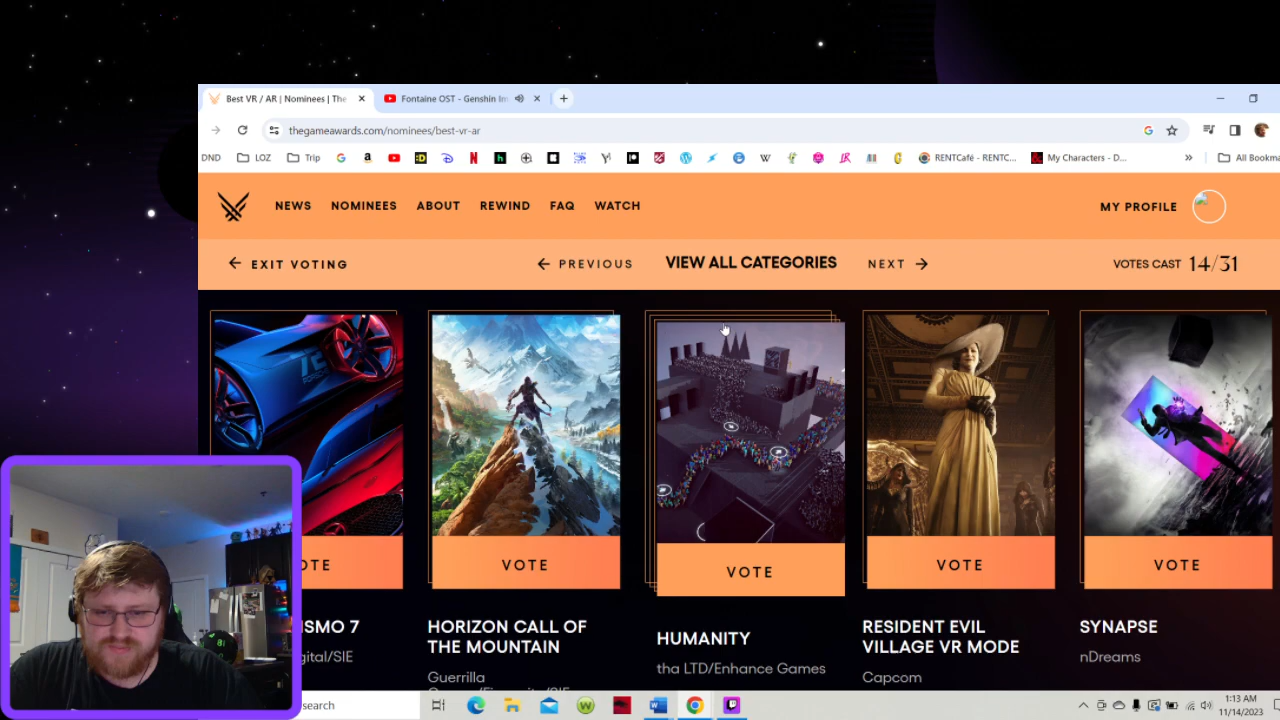 Best VR / AR | Nominees | The
Fontaine OST - Genshin Im
thegameawards.com/nominees/best-vr-ar
DND
LOZ
Trip
RENTCafé - RENTC...
My Characters - D...
All Bookma
NEWS
NOMINEES
ABOUT
REWIND
FAQ
WATCH
MY PROFILE
EXIT VOTING
PREVIOUS
VIEW ALL CATEGORIES
NEXT
VOTES CAST 14/31
OTE
VOTE
VOTE
VOTE
VOTE
ISMO 7
gital/SIE
HORIZON CALL OF
THE MOUNTAIN
Guerrilla
HUMANITY
tha LTD/Enhance Games
RESIDENT EVIL
VILLAGE VR MODE
Capcom
SYNAPSE
nDreams
search
1:13 AM
11/14/2023